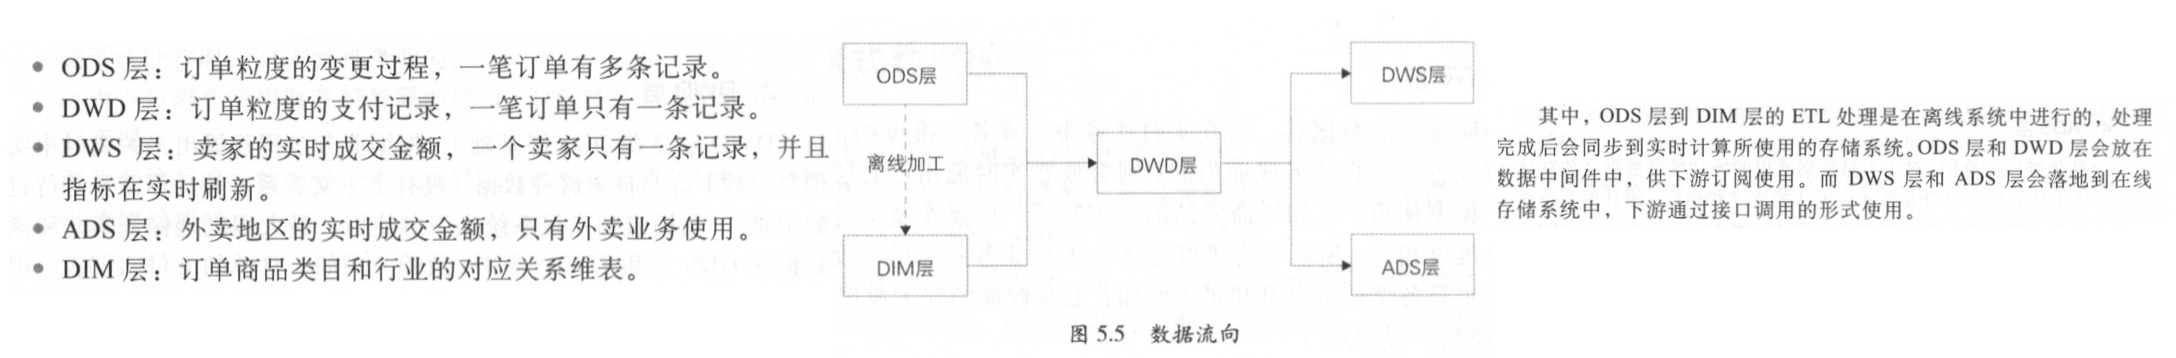 ● ODS 层：订单粒度的变更过程，一笔订单有多条记录。
● DWD 层：订单粒度的支付记录，一笔订单只有一条记录。
● DWS 层：卖家的实时成交金额，一个卖家只有一条记录，并且
指标在实时刷新。
● ADS 层：外卖地区的实时成交金额，只有外卖业务使用。
● DIM 层：订单商品类目和行业的对应关系维表。
ODS层
离线加工
DIM层
DWD层
DWS层
ADS层
图 5.5 数据流向
其中，ODS 层到 DIM 层的 ETL 处理是在离线系统中进行的，处理
完成后会同步到实时计算所使用的存储系统。ODS 层和 DWD 层会放在
数据中间件中，供下游订阅使用。而 DWS 层和 ADS 层会落地到在线
存储系统中，下游通过接口调用的形式使用。